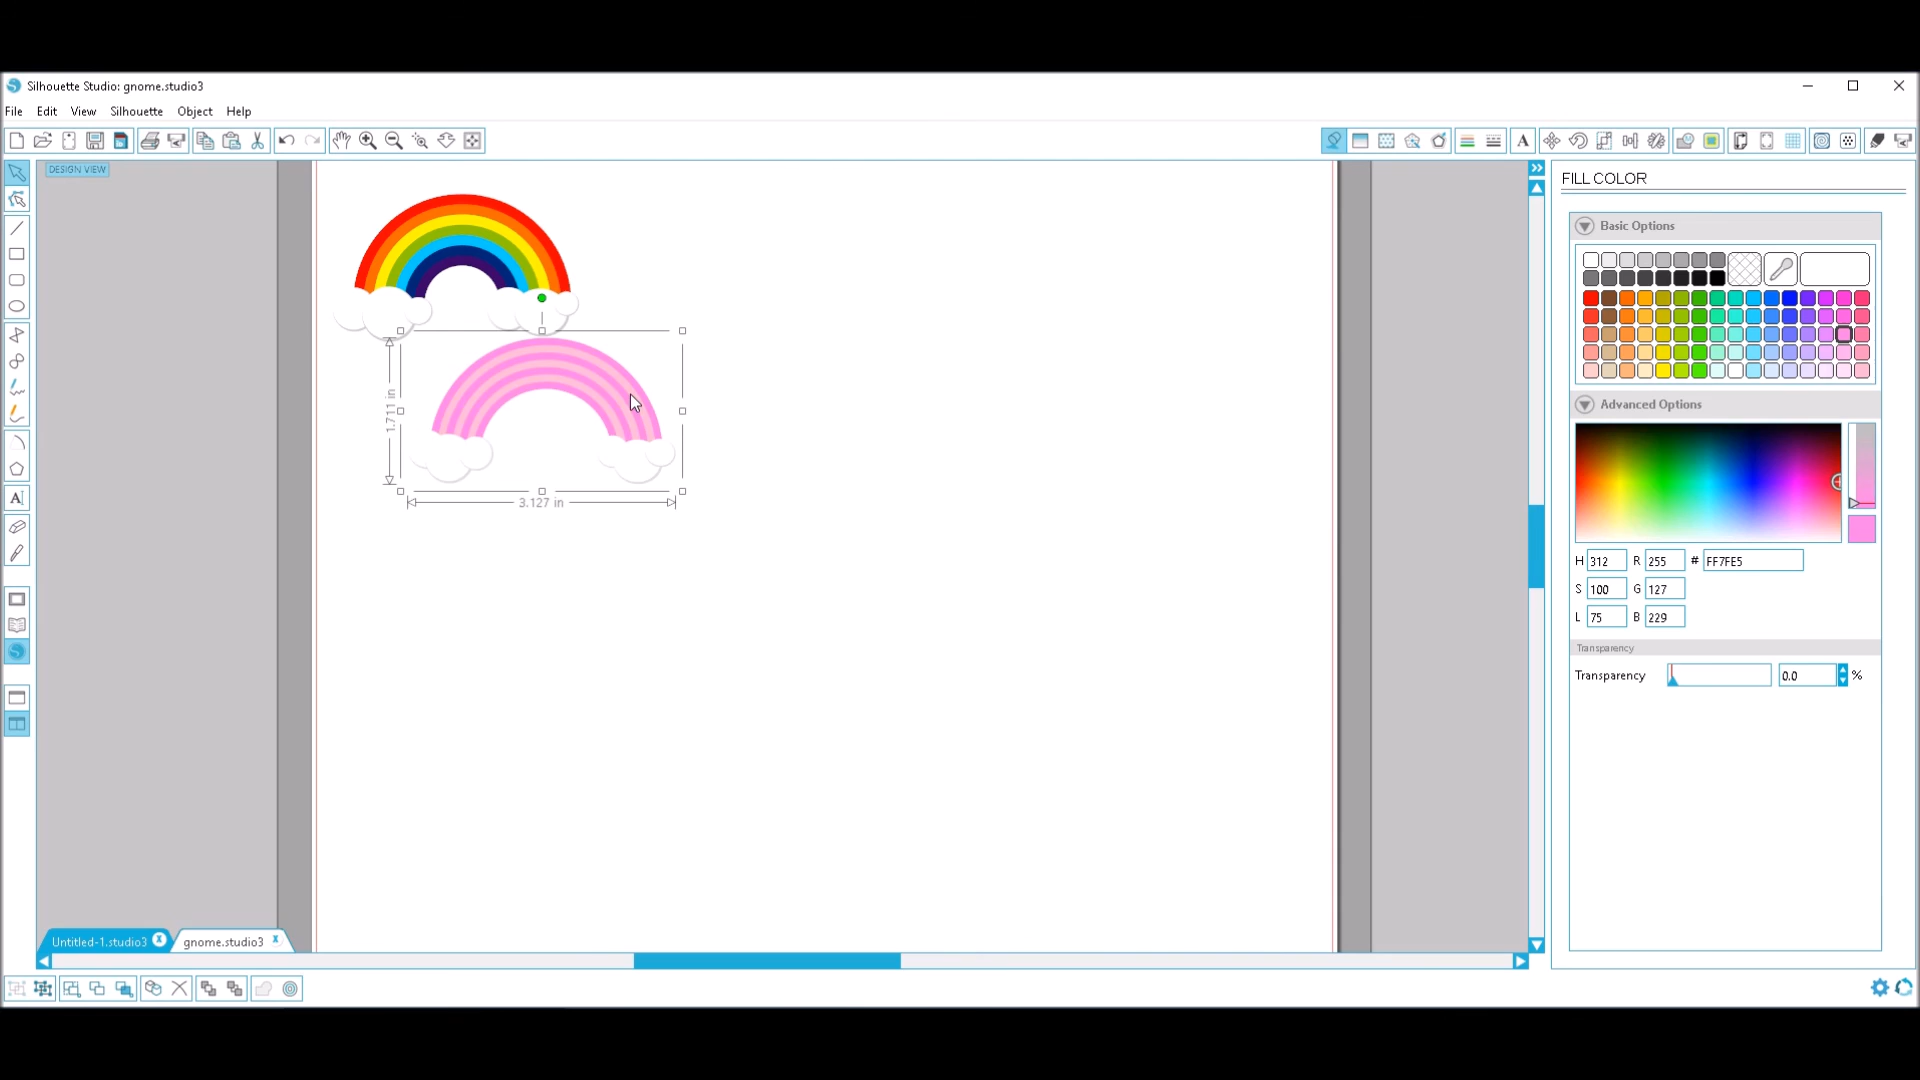 Silhouette Studio: gnome.studio3
File Edit View Silhouette Object Help
A
DESIGN VIEW
FILL COLOR
Basic Options
Advanced Options
H 312 R 255 # FF7FE5
S 100 G 127
L 75 B 229
Transparency
Transparency 0.0 %
1.711 in
3.127 in
A
Untitled-1.studio3 x gnome.studio3 x